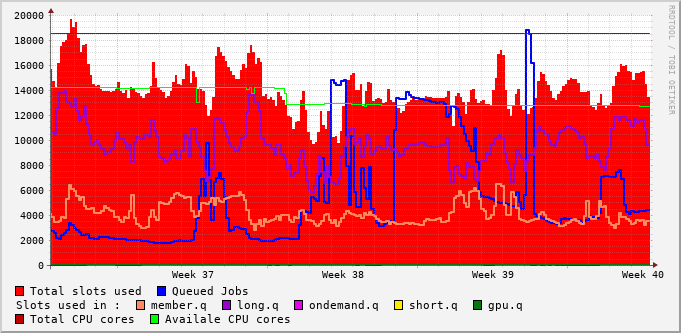 20000
18000
16000
14000
12000
10000
8000
6000
4000
2000
0
Week 37 Week 38 Week 39 Week 40
RRDTOOL / TOBI OETIKER
Total slots used Queued Jobs
Slots used in : member.q long.q ondemand.q short.q gpu.q
Total CPU cores Availale CPU cores